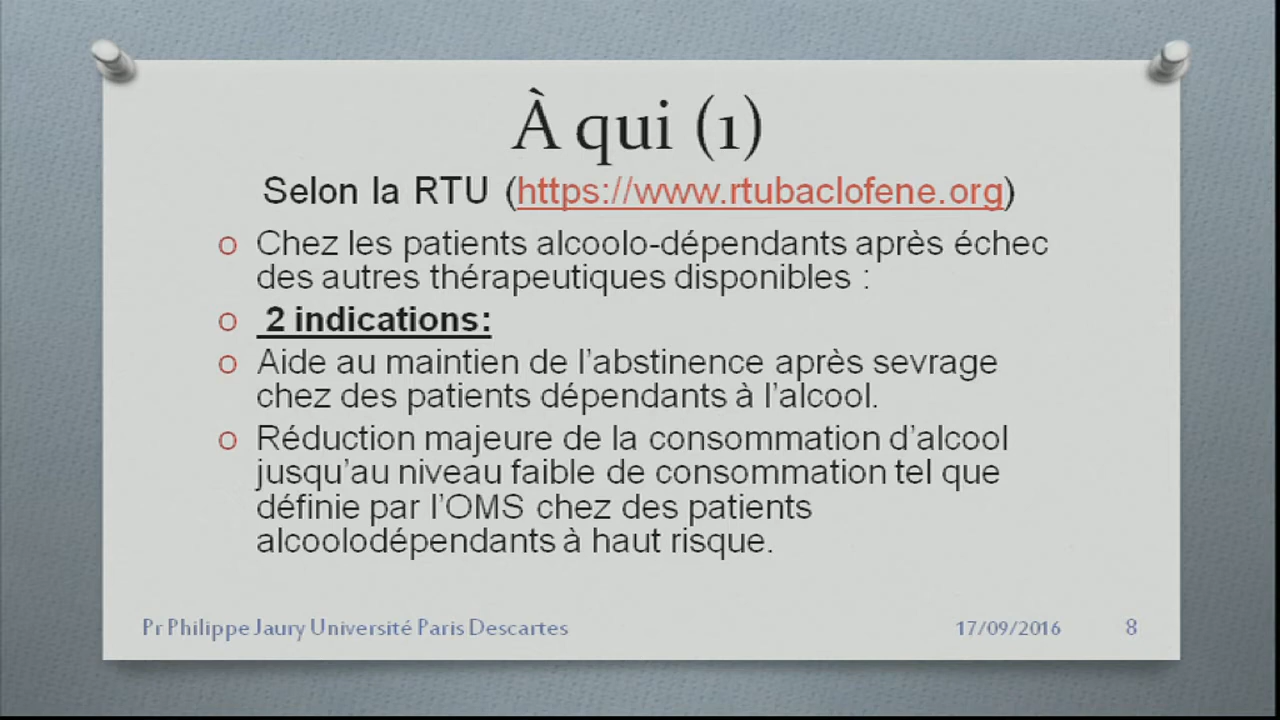 À qui (1)
Selon la RTU (https://www.rtubaclofene.org)
o Chez les patients alcoolo-dépendants après échec
des autres thérapeutiques disponibles :
o 2 indications:
o Aide au maintien de l'abstinence après sevrage
chez des patients dépendants à l'alcool.
o Réduction majeure de la consommation d'alcool
jusqu'au niveau faible de consommation tel que
définie par l'OMS chez des patients
alcoolodépendants à haut risque.
Pr Philippe Jaury Université Paris Descartes 17/09/2016 8